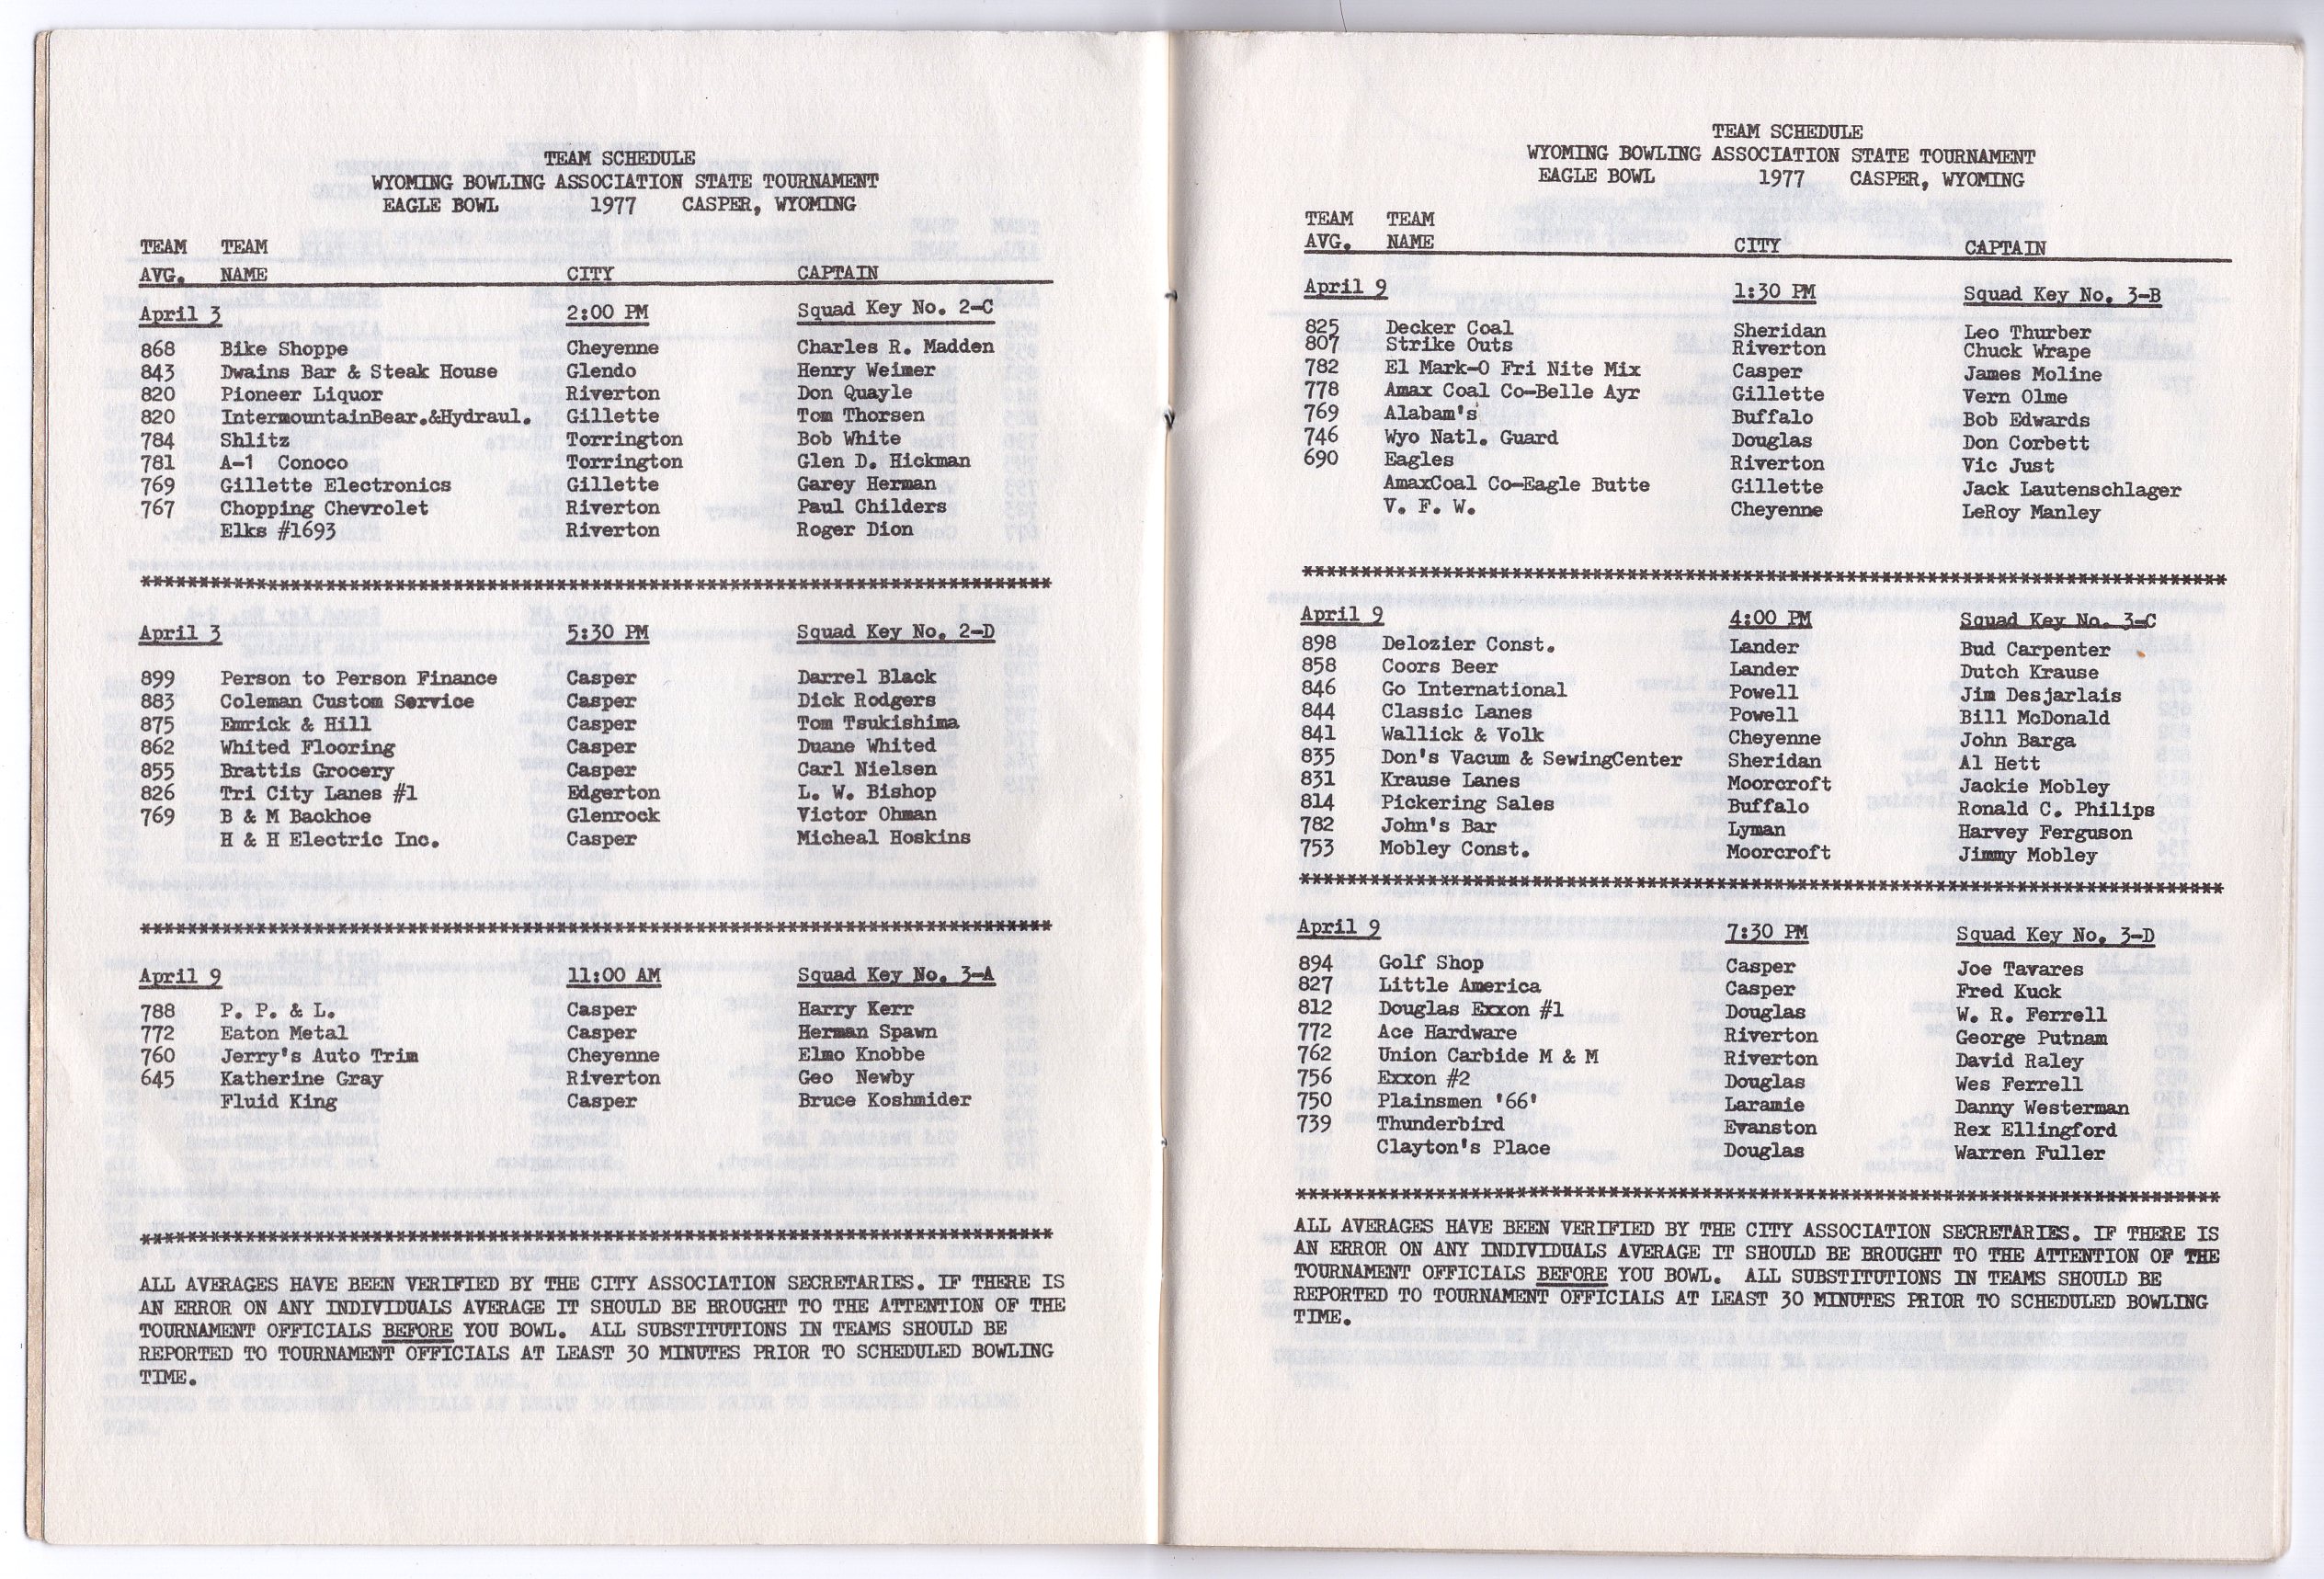 TEAM SCHEDULE
WYOMING BOWLING ASSOCIATION STATE TOURNAMENT
EAGLE BOWL 1977 CASPER, WYOMING
TEAM TEAM
AVG. NAME CITY CAPTAIN
April 3 2:00 PM Squad Key No. 2-C
868 Bike Shoppe Cheyenne Charles R. Madden
843 Dwains Bar & Steak House Glendo Henry Weimer
820 Pioneer Liquor Riverton Don Quayle
820 IntermountainBear.&Hydraul. Gillette Tom Thorsen
784 Shlitz Torrington Bob White
781 A-1 Conoco Torrington Glen D. Hickman
769 Gillette Electronics Gillette Garey Herman
767 Chopping Chevrolet Riverton Paul Childers
Elks #1693 Riverton Roger Dion
*******************************************************************************
April 3 5:30 PM Squad Key No. 2-D
899 Person to Person Finance Casper Darrel Black
883 Coleman Custom Service Casper Dick Rodgers
875 Emrick & Hill Casper Tom Tsukishima
862 Whited Flooring Casper Duane Whited
855 Brattis Grocery Casper Carl Nielsen
826 Tri City Lanes #1 Edgerton L. W. Bishop
769 B & M Backhoe Glenrock Victor Ohman
H & H Electric Inc. Casper Micheal Hoskins
*******************************************************************************
April 9 11:00 AM Squad Key No. 3-A
788 P. P. & L. Casper Harry Kerr
772 Eaton Metal Casper Herman Spawn
760 Jerry's Auto Trim Cheyenne Elmo Knobbe
645 Katherine Gray Riverton Geo Newby
Fluid King Casper Bruce Koshmider
*******************************************************************************
ALL AVERAGES HAVE BEEN VERIFIED BY THE CITY ASSOCIATION SECRETARIES. IF THERE IS
AN ERROR ON ANY INDIVIDUALS AVERAGE IT SHOULD BE BROUGHT TO THE ATTENTION OF THE
TOURNAMENT OFFICIALS BEFORE YOU BOWL. ALL SUBSTITUTIONS IN TEAMS SHOULD BE
REPORTED TO TOURNAMENT OFFICIALS AT LEAST 30 MINUTES PRIOR TO SCHEDULED BOWLING
TIME.
TEAM SCHEDULE
WYOMING BOWLING ASSOCIATION STATE TOURNAMENT
EAGLE BOWL 1977 CASPER, WYOMING
TEAM TEAM
AVG. NAME CITY CAPTAIN
April 9 1:30 PM Squad Key No. 3-B
825 Decker Coal Sheridan Leo Thurber
807 Strike Outs Riverton Chuck Wrape
782 El Mark-O Fri Nite Mix Casper James Moline
778 Amax Coal Co-Belle Ayr Gillette Vern Olme
769 Alabam's Buffalo Bob Edwards
746 Wyo Natl. Guard Douglas Don Corbett
690 Eagles Riverton Vic Just
AmaxCoal Co-Eagle Butte Gillette Jack Lautenschlager
V. F. W. Cheyenne LeRoy Manley
********************************************************************************
April 9 4:00 PM Squad Key No. 3-C
898 Delozier Const. Lander Bud Carpenter
858 Coors Beer Lander Dutch Krause
846 Go International Powell Jim Desjarlais
844 Classic Lanes Powell Bill McDonald
841 Wallick & Volk Cheyenne John Barga
835 Don's Vacum & SewingCenter Sheridan Al Hett
831 Krause Lanes Moorcroft Jackie Mobley
814 Pickering Sales Buffalo Ronald C. Philips
782 John's Bar Lyman Harvey Ferguson
753 Mobley Const. Moorcroft Jimmy Mobley
********************************************************************************
April 9 7:30 PM Squad Key No. 3-D
894 Golf Shop Casper Joe Tavares
827 Little America Casper Fred Kuck
812 Douglas Exxon #1 Douglas W. R. Ferrell
772 Ace Hardware Riverton George Putnam
762 Union Carbide M & M Riverton David Raley
756 Exxon #2 Douglas Wes Ferrell
750 Plainsmen '66' Laramie Danny Westerman
739 Thunderbird Evanston Rex Ellingford
Clayton's Place Douglas Warren Fuller
********************************************************************************
ALL AVERAGES HAVE BEEN VERIFIED BY THE CITY ASSOCIATION SECRETARIES. IF THERE IS
AN ERROR ON ANY INDIVIDUALS AVERAGE IT SHOULD BE BROUGHT TO THE ATTENTION OF THE
TOURNAMENT OFFICIALS BEFORE YOU BOWL. ALL SUBSTITUTIONS IN TEAMS SHOULD BE
REPORTED TO TOURNAMENT OFFICIALS AT LEAST 30 MINUTES PRIOR TO SCHEDULED BOWLING
TIME.